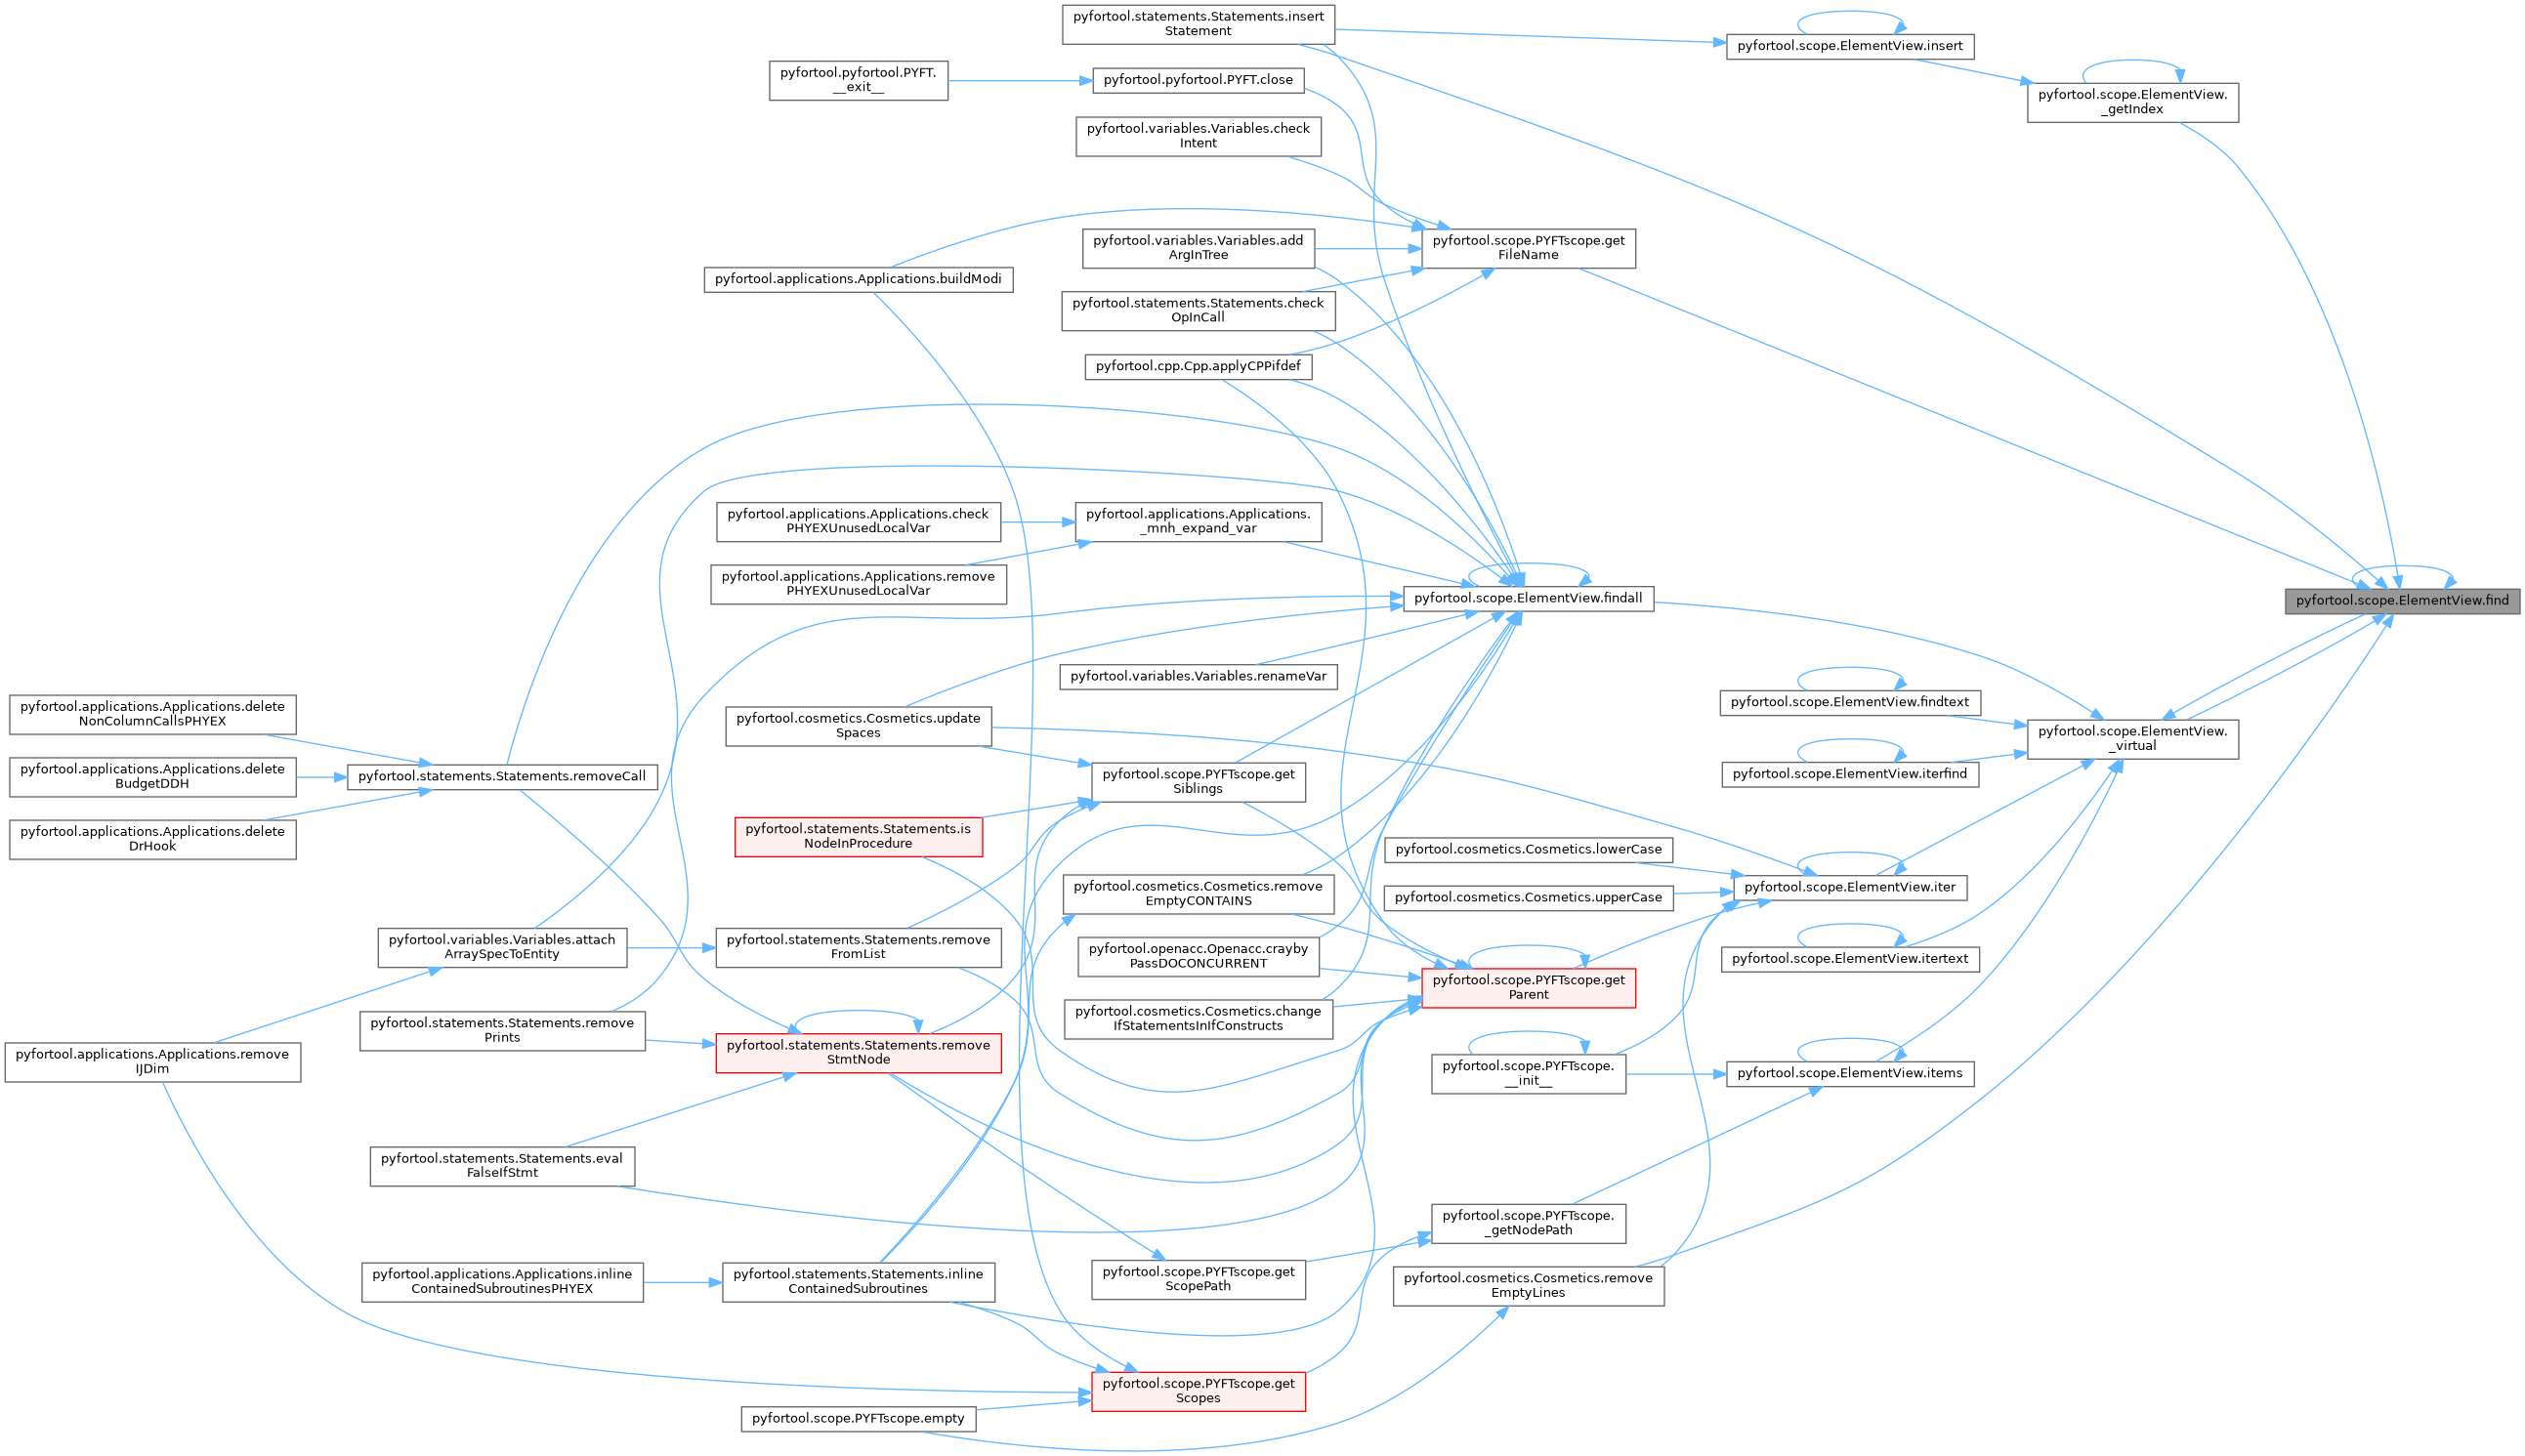 pyfortool.statements.Statements.insert
Statement
pyfortool.scope.ElementView.insert
pyfortool.pyfortool.PYFT.
__exit__
pyfortool.pyfortool.PYFT.close
pyfortool.scope.ElementView.
_getIndex
pyfortool.variables.Variables.check
Intent
pyfortool.variables.Variables.add
ArgInTree
pyfortool.scope.PYFTscope.get
FileName
pyfortool.applications.Applications.buildModi
pyfortool.statements.Statements.check
OpInCall
pyfortool.cpp.Cpp.applyCPPifdef
pyfortool.applications.Applications.check
PHYEXUnusedLocalVar
pyfortool.applications.Applications.
_mnh_expand_var
pyfortool.applications.Applications.remove
PHYEXUnusedLocalVar
pyfortool.scope.ElementView.findall
pyfortool.scope.ElementView.find
pyfortool.variables.Variables.renameVar
pyfortool.applications.Applications.delete
NonColumnCallsPHYEX
pyfortool.cosmetics.Cosmetics.update
Spaces
pyfortool.scope.ElementView.findtext
pyfortool.scope.ElementView.
_virtual
pyfortool.applications.Applications.delete
BudgetDDH
pyfortool.statements.Statements.removeCall
pyfortool.scope.PYFTscope.get
Siblings
pyfortool.scope.ElementView.iterfind
pyfortool.applications.Applications.delete
DrHook
pyfortool.statements.Statements.is
NodeInProcedure
pyfortool.cosmetics.Cosmetics.lowerCase
pyfortool.cosmetics.Cosmetics.remove
EmptyCONTAINS
pyfortool.cosmetics.Cosmetics.upperCase
pyfortool.scope.ElementView.iter
pyfortool.variables.Variables.attach
ArraySpecToEntity
pyfortool.statements.Statements.remove
FromList
pyfortool.openacc.Openacc.crayby
PassDOCONCURRENT
pyfortool.scope.ElementView.itertext
pyfortool.scope.PYFTscope.get
Parent
pyfortool.statements.Statements.remove
Prints
pyfortool.cosmetics.Cosmetics.change
IfStatementsInIfConstructs
pyfortool.applications.Applications.remove
IJDim
pyfortool.statements.Statements.remove
StmtNode
pyfortool.scope.PYFTscope.
__init__
pyfortool.scope.ElementView.items
pyfortool.statements.Statements.eval
FalseIfStmt
pyfortool.scope.PYFTscope.
_getNodePath
pyfortool.applications.Applications.inline
ContainedSubroutinesPHYEX
pyfortool.statements.Statements.inline
ContainedSubroutines
pyfortool.scope.PYFTscope.get
ScopePath
pyfortool.cosmetics.Cosmetics.remove
EmptyLines
pyfortool.scope.PYFTscope.get
Scopes
pyfortool.scope.PYFTscope.empty